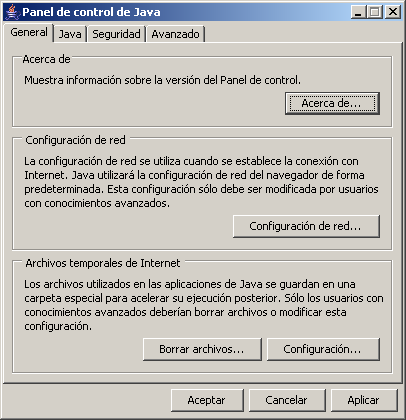 Panel de control de Java
General Java Seguridad Avanzado
Acerca de
Muestra información sobre la versión del Panel de control.
Acerca de...
Configuración de red
La configuración de red se utiliza cuando se establece la conexión con
Internet. Java utilizará la configuración de red del navegador de forma
predeterminada. Esta configuración sólo debe ser modificada por usuarios
con conocimientos avanzados.
Configuración de red...
Archivos temporales de Internet
Los archivos utilizados en las aplicaciones de Java se guardan en una
carpeta especial para acelerar su ejecución posterior. Sólo los usuarios con
conocimientos avanzados deberían borrar archivos o modificar esta
configuración.
Borrar archivos... Configuración...
Aceptar Cancelar Aplicar